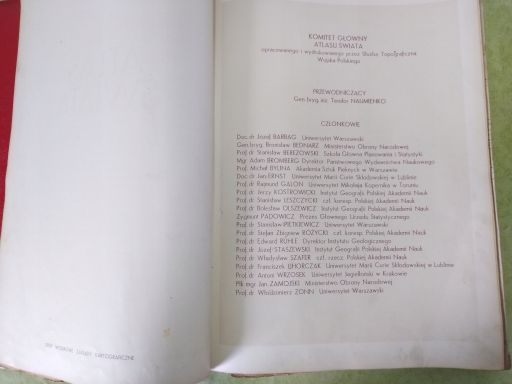 KOMITET GŁÓWNY
ATLASU ŚWIATA
opracowanego i wydrukowanego przez Służbę Topograficzną
Wojska Polskiego
PRZEWODNICZĄCY
Gen. bryg. inż. Teodor NAUMIENKO
CZŁONKOWIE
Doc. dr Józef BARBAG Uniwersytet Warszawski
Gen. bryg. Bronisław BEDNARZ Ministerstwo Obrony Narodowej
Prof. dr Stanisław BEREZOWSKI Szkoła Główna Planowania i Statystyki
Mgr Adam BROMBERG Dyrektor Państwowego Wydawnictwa Naukowego
Prof. Michał BYLINA Akademia Sztuk Pięknych w Warszawie
Doc. dr Jan ERNST Uniwersytet Marii Curie Skłodowskiej w Lublinie
Prof. dr Rajmund GALON Uniwersytet Mikołaja Kopernika w Toruniu
Prof. dr Jerzy KOSTROWICKI Instytut Geografii Polskiej Akademii Nauk
Prof. dr Stanisław LESZCZYCKI czł. koresp. Polskiej Akademii Nauk
Prof. dr Bolesław OLSZEWICZ Instytut Geografii Polskiej Akademii Nauk
Zygmunt PADOWICZ Prezes Głównego Urzędu Statystycznego
Prof. dr Stanisław PIETKIEWICZ Uniwersytet Warszawski
Prof. dr Stefan Zbigniew RÓŻYCKI czł. koresp. Polskiej Akademii Nauk
Prof. dr Edward RÜHLE Dyrektor Instytutu Geologicznego
Prof. dr Józef STASZEWSKI Instytut Geografii Polskiej Akademii Nauk
Prof. dr Władysław SZAFER czł. rzecz. Polskiej Akademii Nauk
Prof. dr Franciszek UHORCZAK Uniwersytet Marii Curie Skłodowskiej w Lublinie
Prof. dr Antoni WRZOSEK Uniwersytet Jagielloński w Krakowie
Płk mgr Jan ZAMOJSKI Ministerstwo Obrony Narodowej
Prof. dr Włodzimierz ZONN Uniwersytet Warszawski